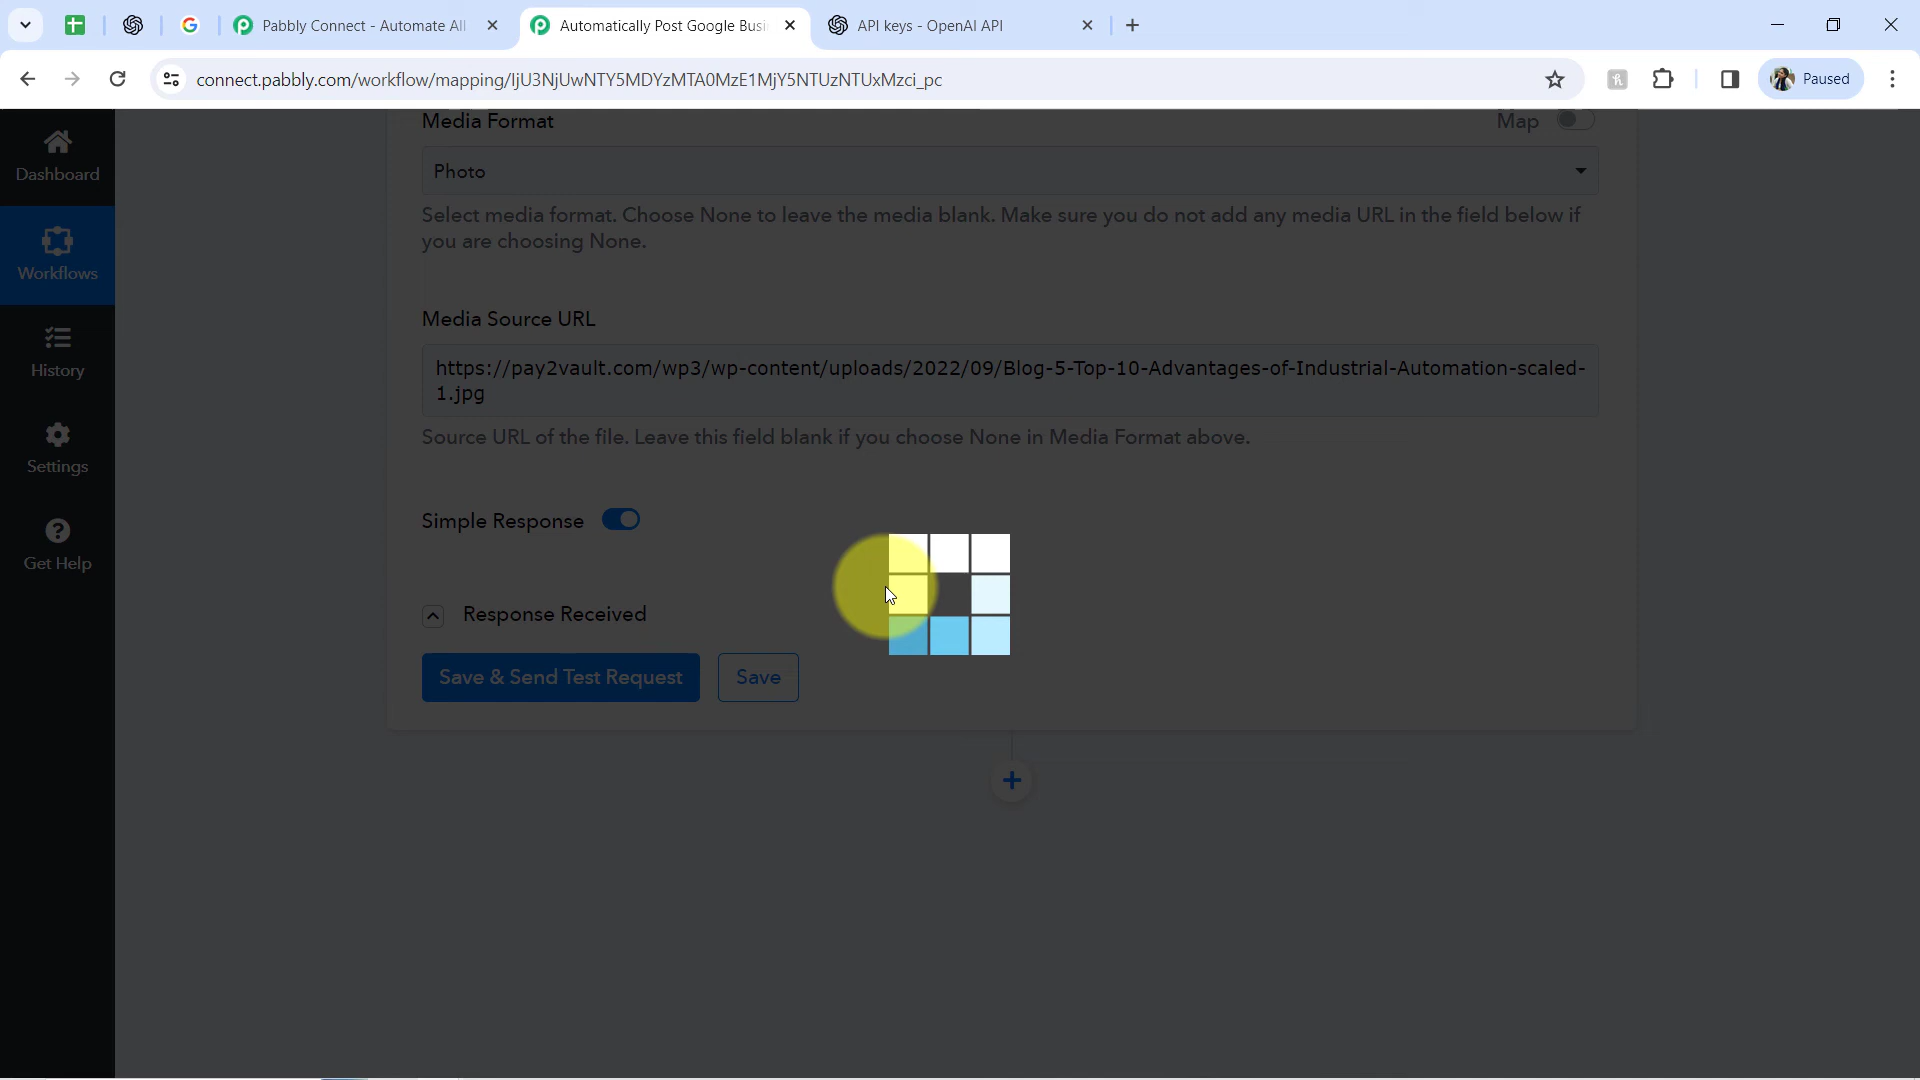 Pabbly Connect - Automate All
Automatically Post Google Busi
API keys - OpenAI API
connect.pabbly.com/workflow/mapping/IjU3NjUwNTY5MDYzMTA0MzE1MjY5NTUzNTUxMzci_pc
Paused
Dashboard
Workflows
History
Settings
Get Help
Media Format
Map
Photo
Select media format. Choose None to leave the media blank. Make sure you do not add any media URL in the field below if
you are choosing None.
Media Source URL
https://pay2vault.com/wp3/wp-content/uploads/2022/09/Blog-5-Top-10-Advantages-of-Industrial-Automation-scaled-
1.jpg
Source URL of the file. Leave this field blank if you choose None in Media Format above.
Simple Response
Response Received
Save & Send Test Request
Save